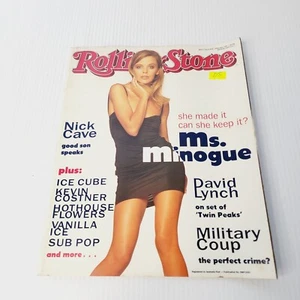 Rolling Stone
she made it
can she keep it?
ms.
minogue
Nick
Cave
good son
speaks
plus:
ICE CUBE
KEVIN
COSTNER
HOTHOUSE
FLOWERS
VANILLA
ICE
SUB POP
and more . . .
David
Lynch
on set of
'Twin Peaks'
Military
Coup
the perfect crime?